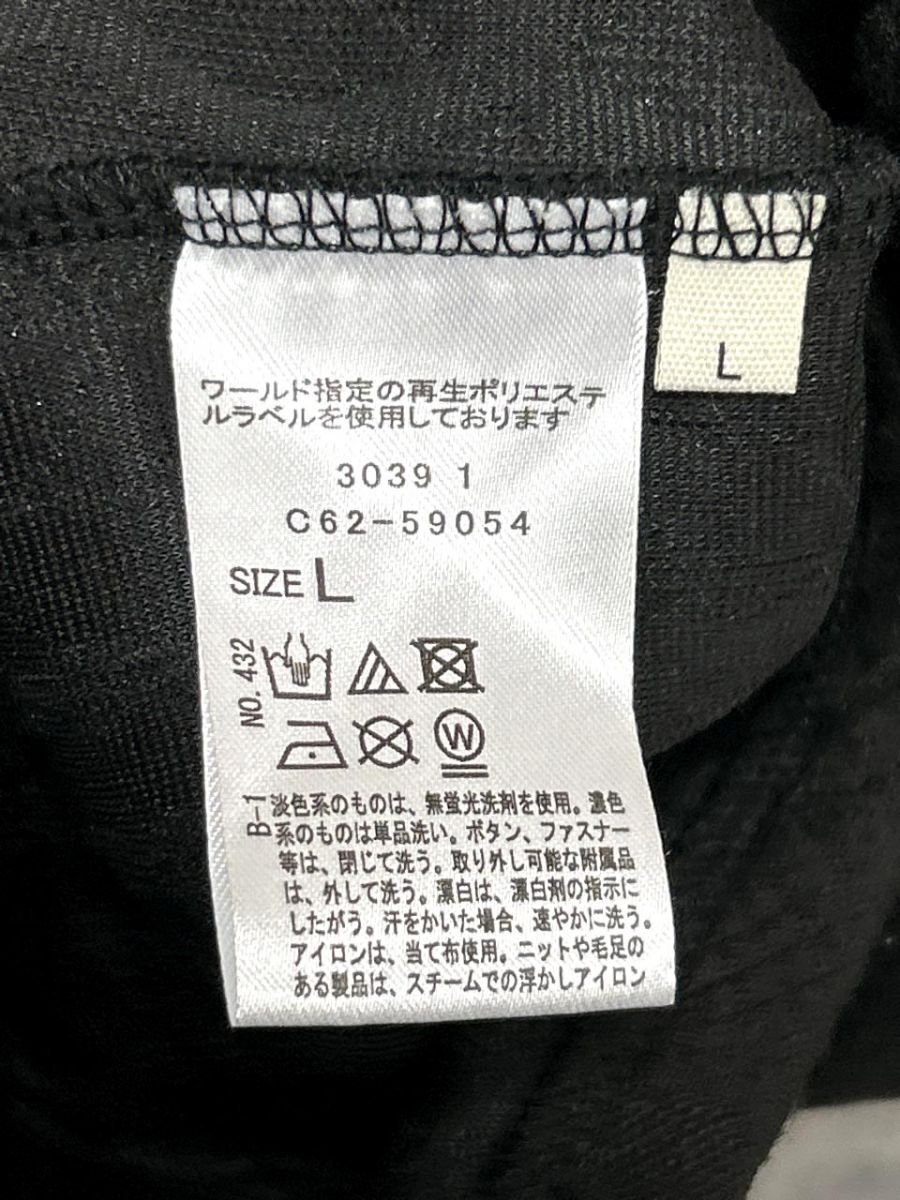 L
ワールド指定の再生ポリエステ
ルラベルを使用しております
3039 1
C62-59054
SIZE L
NO. 432
W
B-1
淡色系のものは、無蛍光洗剤を使用。濃色
系のものは単品洗い。ボタン、ファスナー
等は、閉じて洗う。取り外し可能な附属品
は、外して洗う。漂白は、漂白剤の指示に
したがう。汗をかいた場合、速やかに洗う。
アイロンは、当て布使用。ニットや毛足の
ある製品は、スチームでの浮かしアイロン